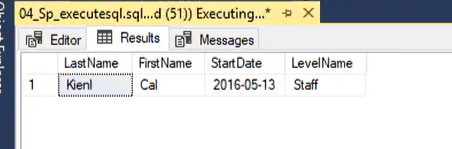 04_Sp_executesql.sql...d (51)) Executing...*
Editor Results Messages
LastName FirstName StartDate LevelName
1 Kienl Cal 2016-05-13 Staff